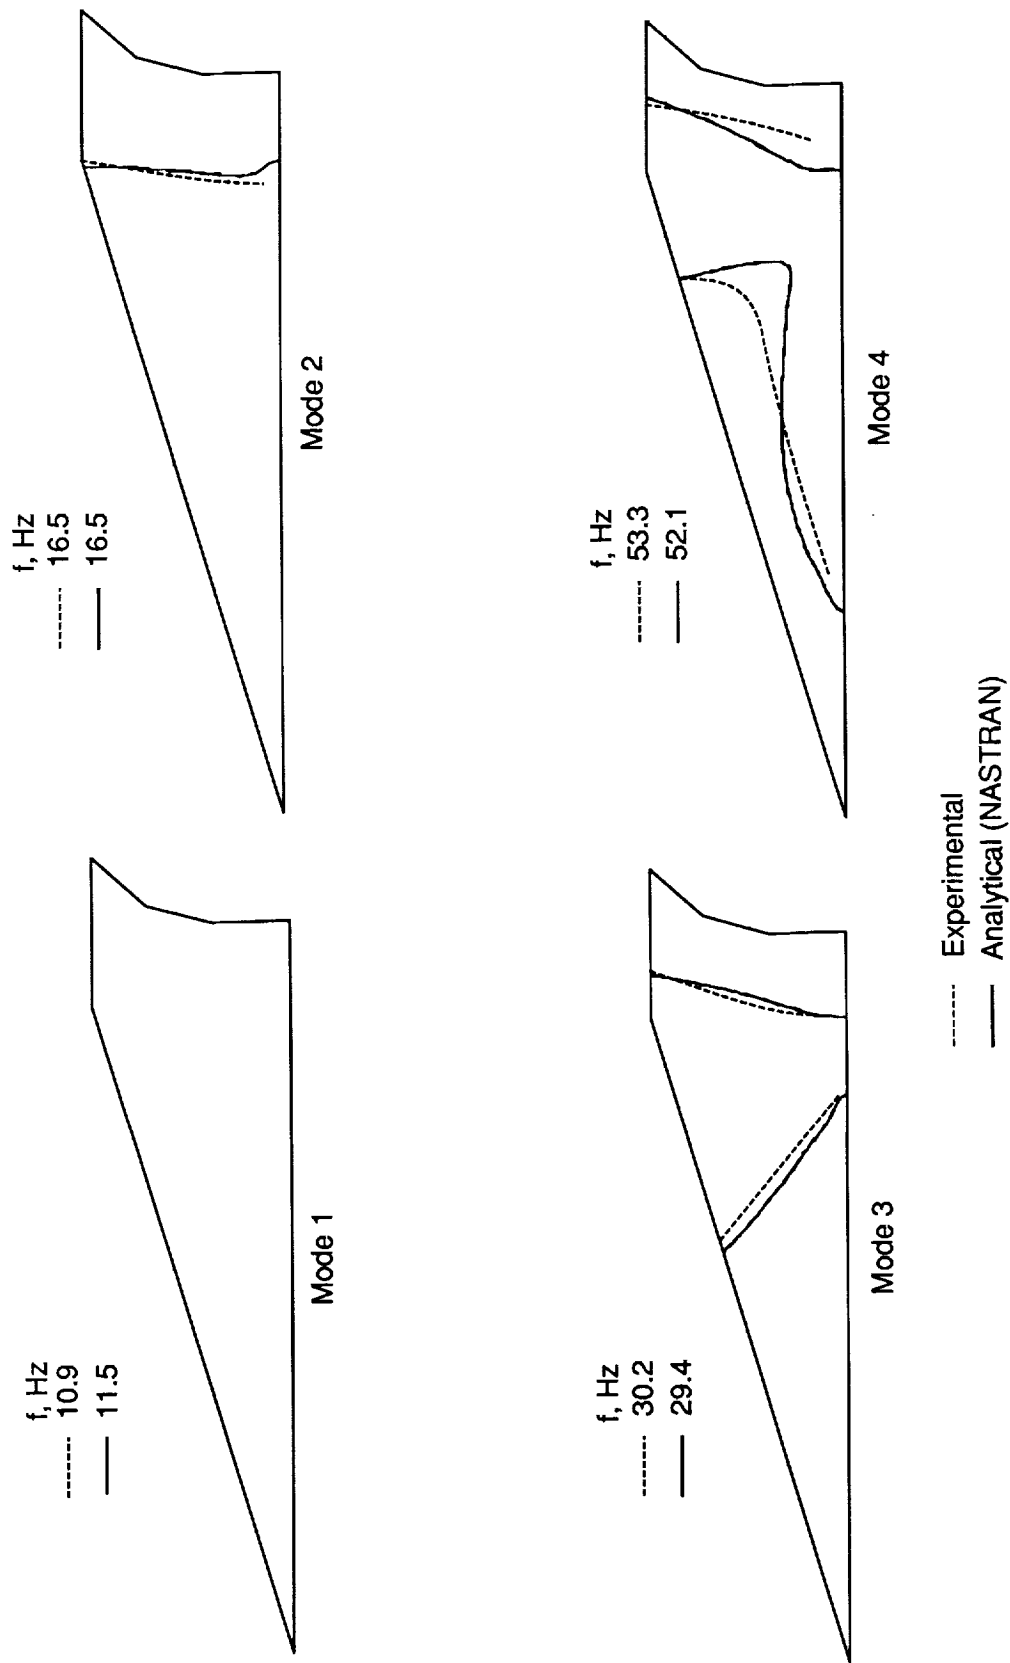 f, Hz
10.9
11.5
Mode 1
f, Hz
16.5
16.5
Mode 2
f, Hz
30.2
29.4
Mode 3
f, Hz
53.3
52.1
Mode 4
Experimental
Analytical (NASTRAN)